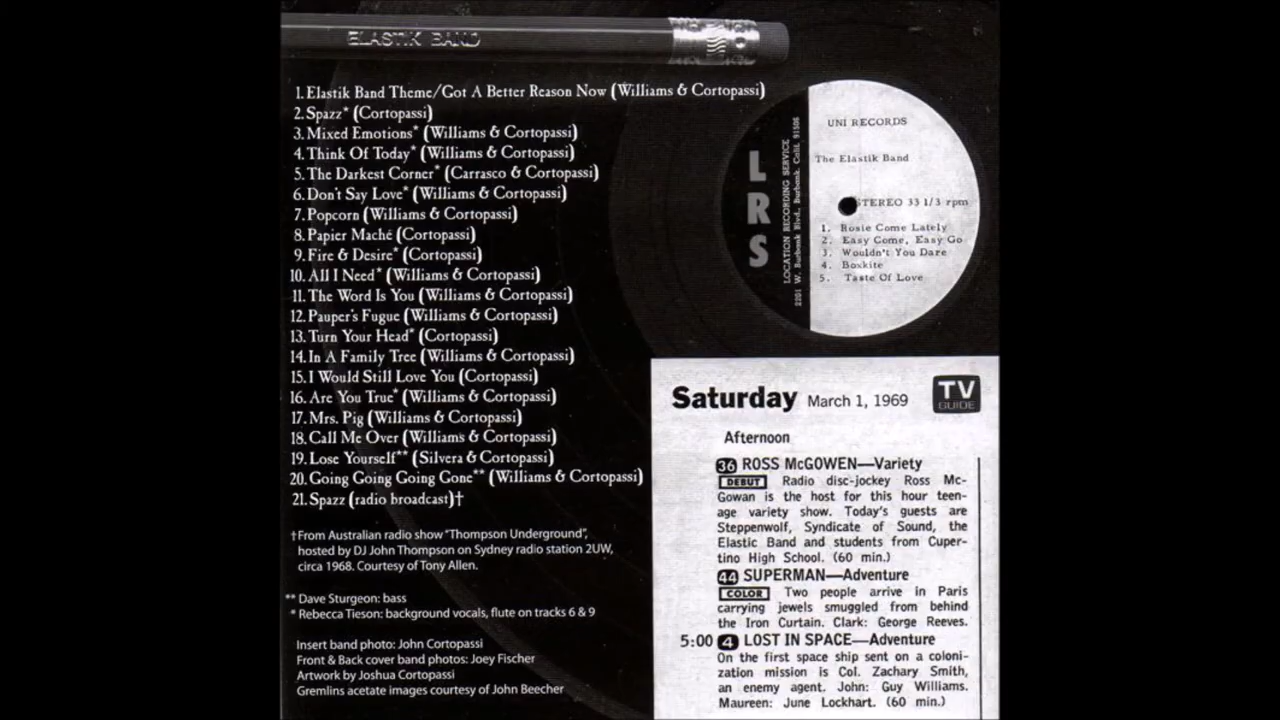 ELASTIK BAND
1. Elastik Band Theme/Got A Better Reason Now (Williams & Cortopassi)
2. Spazz* (Cortopassi)
3. Mixed Emotions* (Williams & Cortopassi)
4. Think Of Today* (Williams & Cortopassi)
5. The Darkest Corner* (Carrasco & Cortopassi)
6. Don't Say Love* (Williams & Cortopassi)
7. Popcorn (Williams & Cortopassi)
8. Papier Maché (Cortopassi)
9. Fire & Desire* (Cortopassi)
10. All I Need* (Williams & Cortopassi)
11. The Word Is You (Williams & Cortopassi)
12. Pauper's Fugue (Williams & Cortopassi)
13. Turn Your Head* (Cortopassi)
14. In A Family Tree (Williams & Cortopassi)
15. I Would Still Love You (Cortopassi)
16. Are You True* (Williams & Cortopassi)
17. Mrs. Pig (Williams & Cortopassi)
18. Call Me Over (Williams & Cortopassi)
19. Lose Yourself** (Silvera & Cortopassi)
20. Going Going Going Gone** (Williams & Cortopassi)
21. Spazz (radio broadcast)†
†From Australian radio show "Thompson Underground",
hosted by DJ John Thompson on Sydney radio station 2UW,
circa 1968. Courtesy of Tony Allen.
** Dave Sturgeon: bass
* Rebecca Tieson: background vocals, flute on tracks 6 & 9
Insert band photo: John Cortopassi
Front & Back cover band photos: Joey Fischer
Artwork by Joshua Cortopassi
Gremlins acetate images courtesy of John Beecher
LRS
LOCATION RECORDING SERVICE
2201 W. Burbank Blvd., Burbank, Calif. 91506
UNI RECORDS
The Elastik Band
STEREO 33 1/3 rpm
1. Rosie Come Lately
2. Easy Come, Easy Go
3. Wouldn't You Dare
4. Boxkite
5. Taste Of Love
Saturday March 1, 1969
TV GUIDE
Afternoon
36 ROSS McGOWEN—Variety
DEBUT Radio disc-jockey Ross Mc-
Gowan is the host for this hour teen-
age variety show. Today's guests are
Steppenwolf, Syndicate of Sound, the
Elastic Band and students from Cuper-
tino High School. (60 min.)
44 SUPERMAN—Adventure
COLOR Two people arrive in Paris
carrying jewels smuggled from behind
the Iron Curtain. Clark: George Reeves.
5:00 4 LOST IN SPACE—Adventure
On the first space ship sent on a coloni-
zation mission is Col. Zachary Smith,
an enemy agent. John: Guy Williams.
Maureen: June Lockhart. (60 min.)